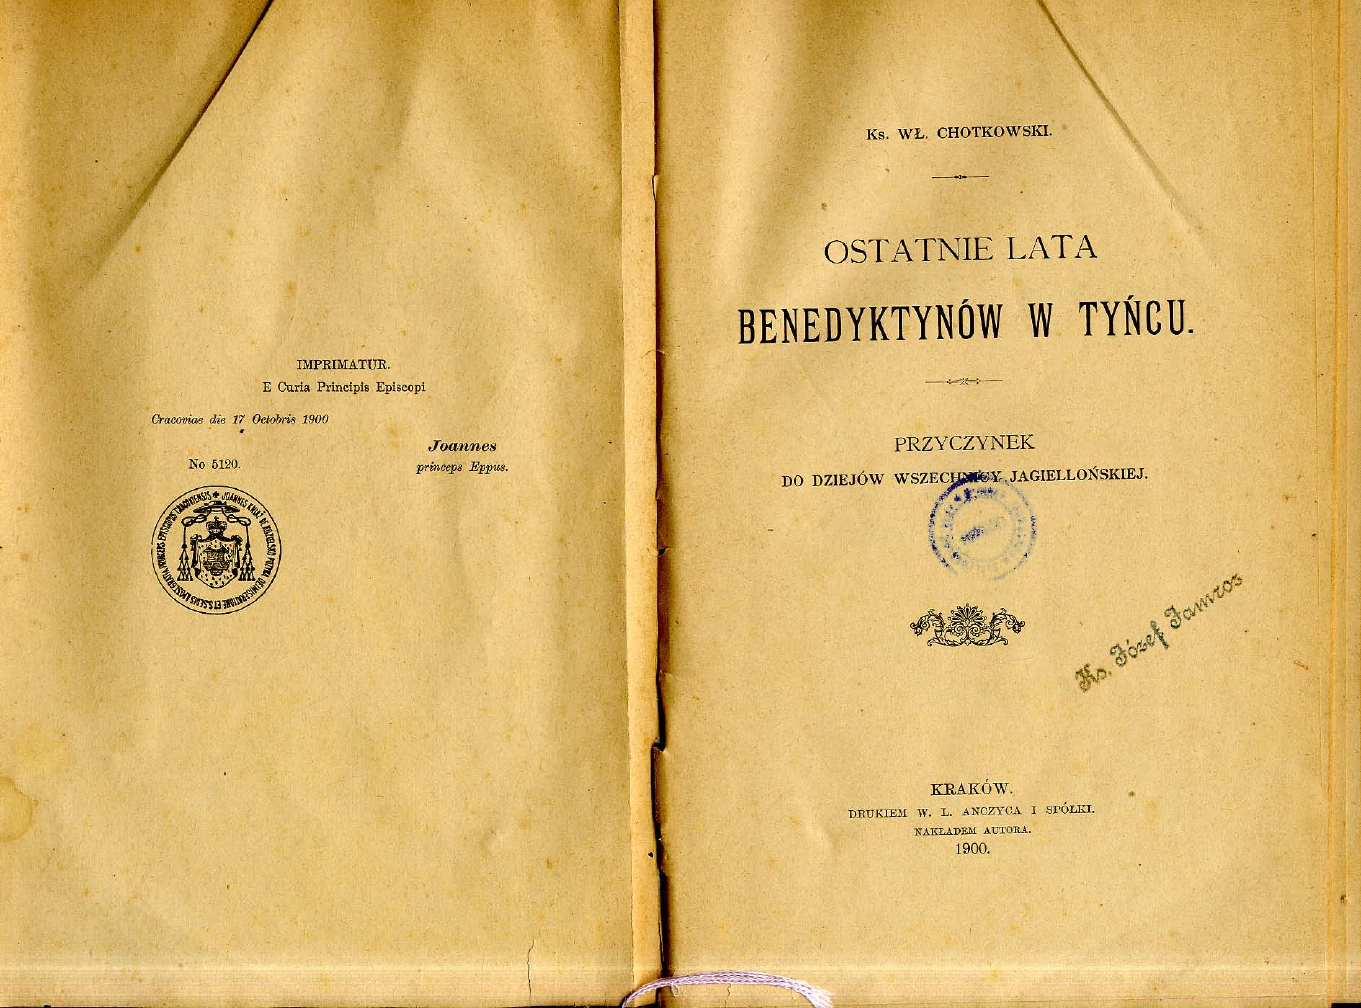 IMPRIMATUR.
E Curia Principis Episcopi
Cracoviae die 17 Octobris 1900
Joannes
No 5120.
princeps Eppus.
Ks. WŁ. CHOTKOWSKI.
OSTATNIE LATA
BENEDYKTYNÓW W TYŃCU.
PRZYCZYNEK
DO DZIEJÓW WSZECHNICY JAGIELLOŃSKIEJ.
Ks. Józef Jamroz
KRAKÓW.
DRUKIEM W. L. ANCZYCA I SPÓŁKI.
NAKŁADEM AUTORA.
1900.